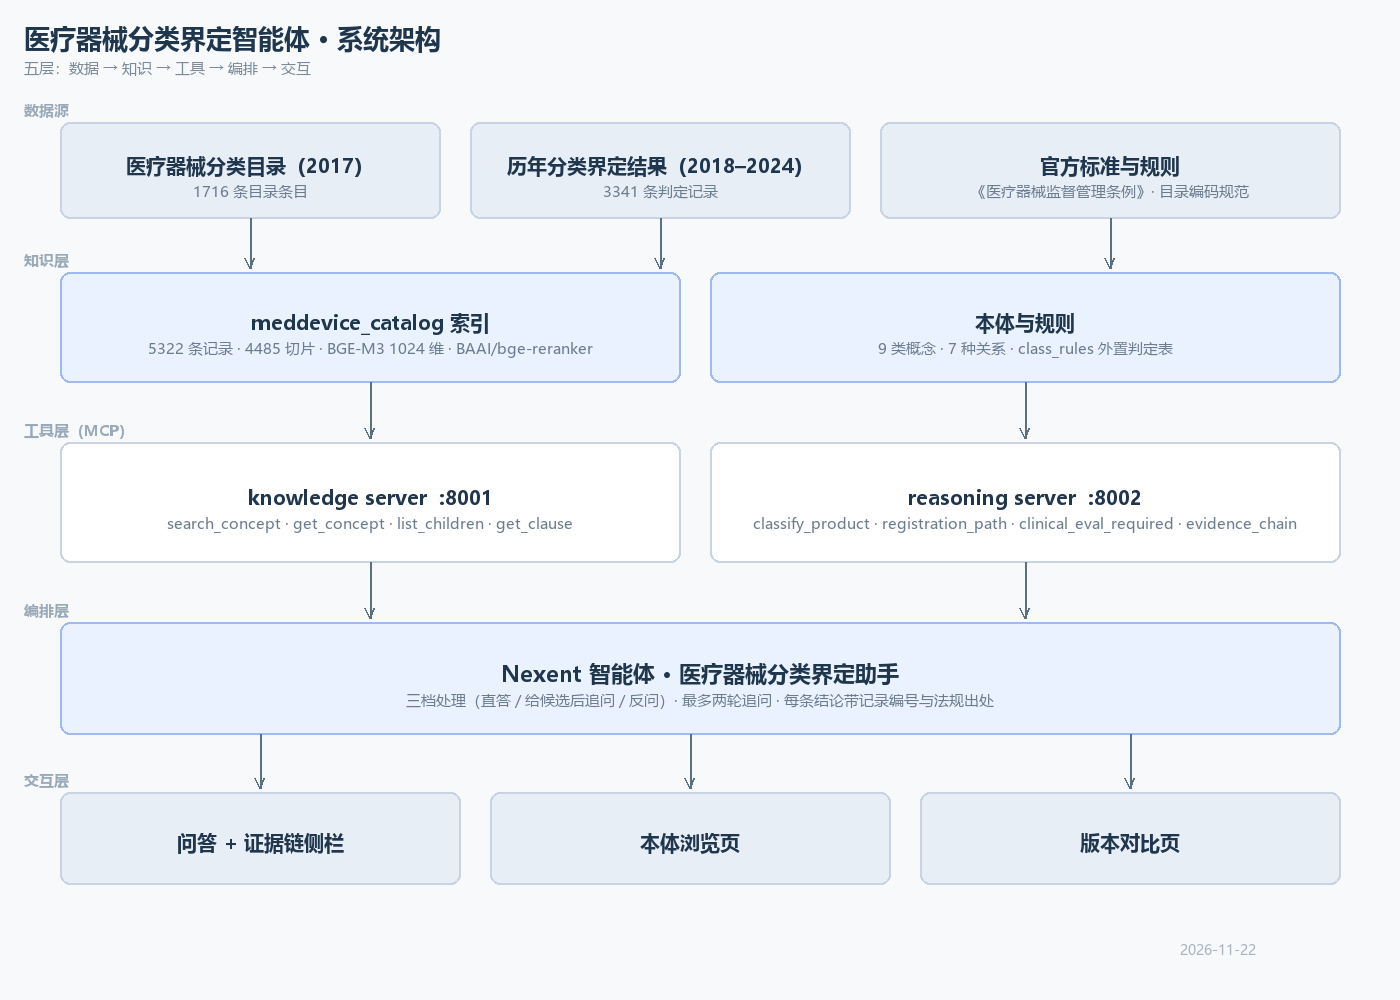 医疗器械分类界定智能体 • 系统架构
五层：数据 → 知识 → 工具 → 编排 → 交互
数据源
医疗器械分类目录（2017）
1716 条目录条目
历年分类界定结果（2018–2024）
3341 条判定记录
官方标准与规则
《医疗器械监督管理条例》· 目录编码规范
知识层
meddevice_catalog 索引
5322 条记录 · 4485 切片 · BGE-M3 1024 维 · BAAI/bge-reranker
本体与规则
9 类概念 · 7 种关系 · class_rules 外置判定表
工具层（MCP）
knowledge server :8001
search_concept · get_concept · list_children · get_clause
reasoning server :8002
classify_product · registration_path · clinical_eval_required · evidence_chain
编排层
Nexent 智能体 • 医疗器械分类界定助手
三档处理（直答 / 给候选后追问 / 反问）· 最多两轮追问 · 每条结论带记录编号与法规出处
交互层
问答 + 证据链侧栏
本体浏览页
版本对比页
2026-11-22